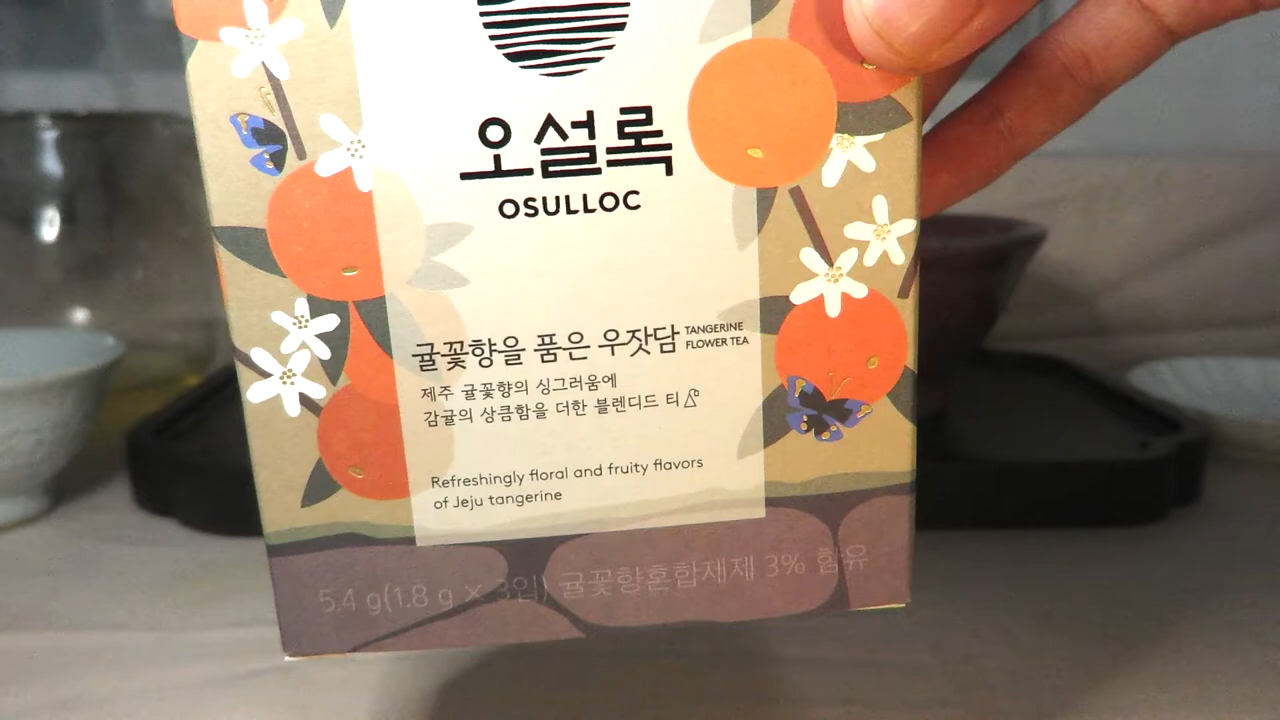 오설록
OSULLOC
귤꽃향을 품은 우잣담 TANGERINE FLOWER TEA
제주 귤꽃향의 싱그러움에
감귤의 상큼함을 더한 블렌디드 티
Refreshingly floral and fruity flavors
of Jeju tangerine
5.4 g(1.8 g × 3입) 귤꽃향혼합제제 3% 함유